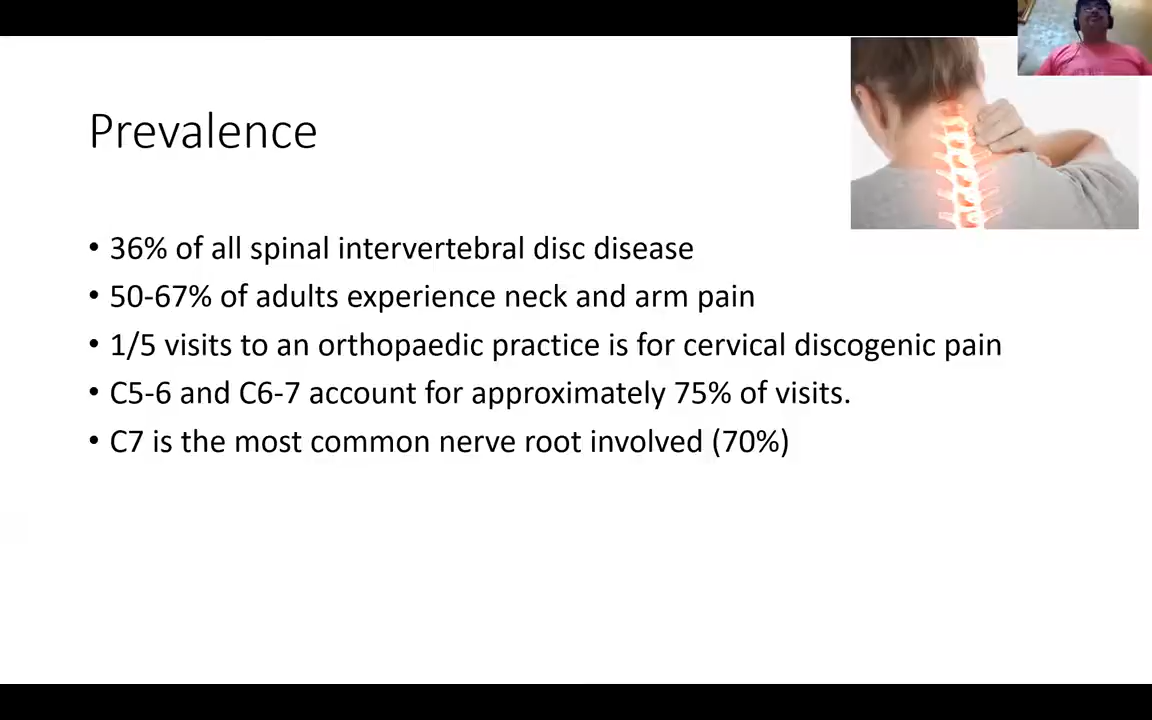 Prevalence
• 36% of all spinal intervertebral disc disease
• 50-67% of adults experience neck and arm pain
• 1/5 visits to an orthopaedic practice is for cervical discogenic pain
• C5-6 and C6-7 account for approximately 75% of visits.
• C7 is the most common nerve root involved (70%)